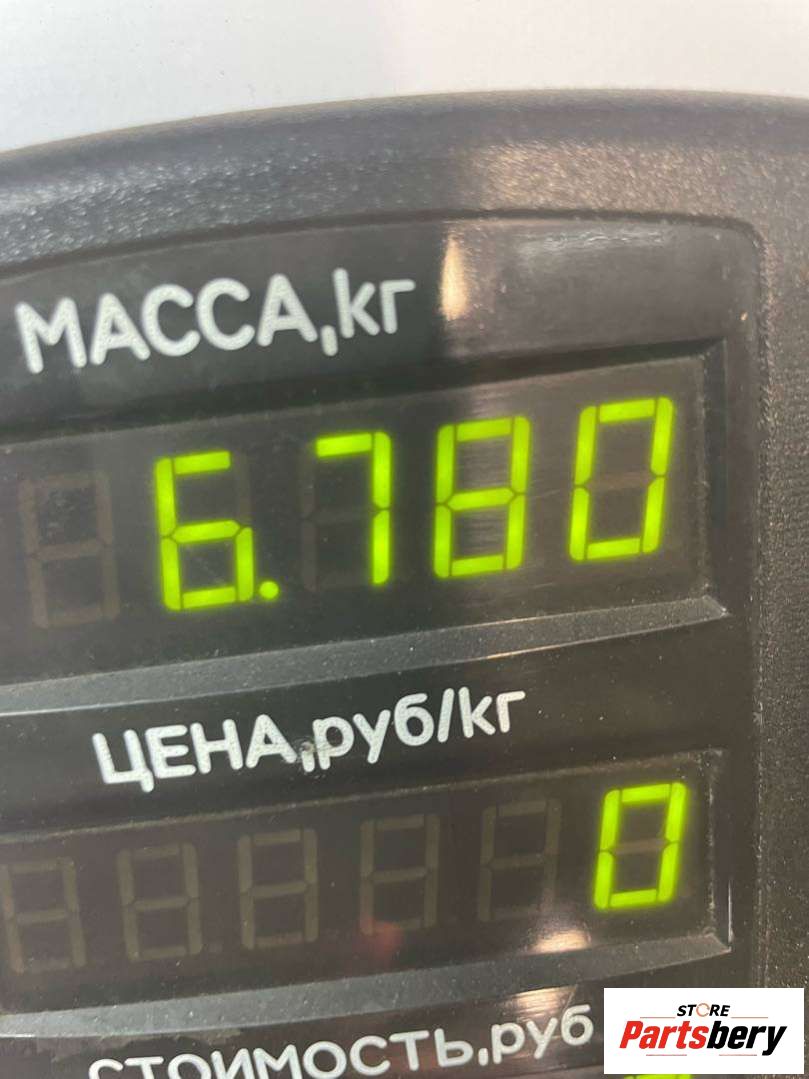 МАССА,кг
6.780
ЦЕНА,руб/кг
0
СТОИМОСТЬ,руб
STORE
Partsbery